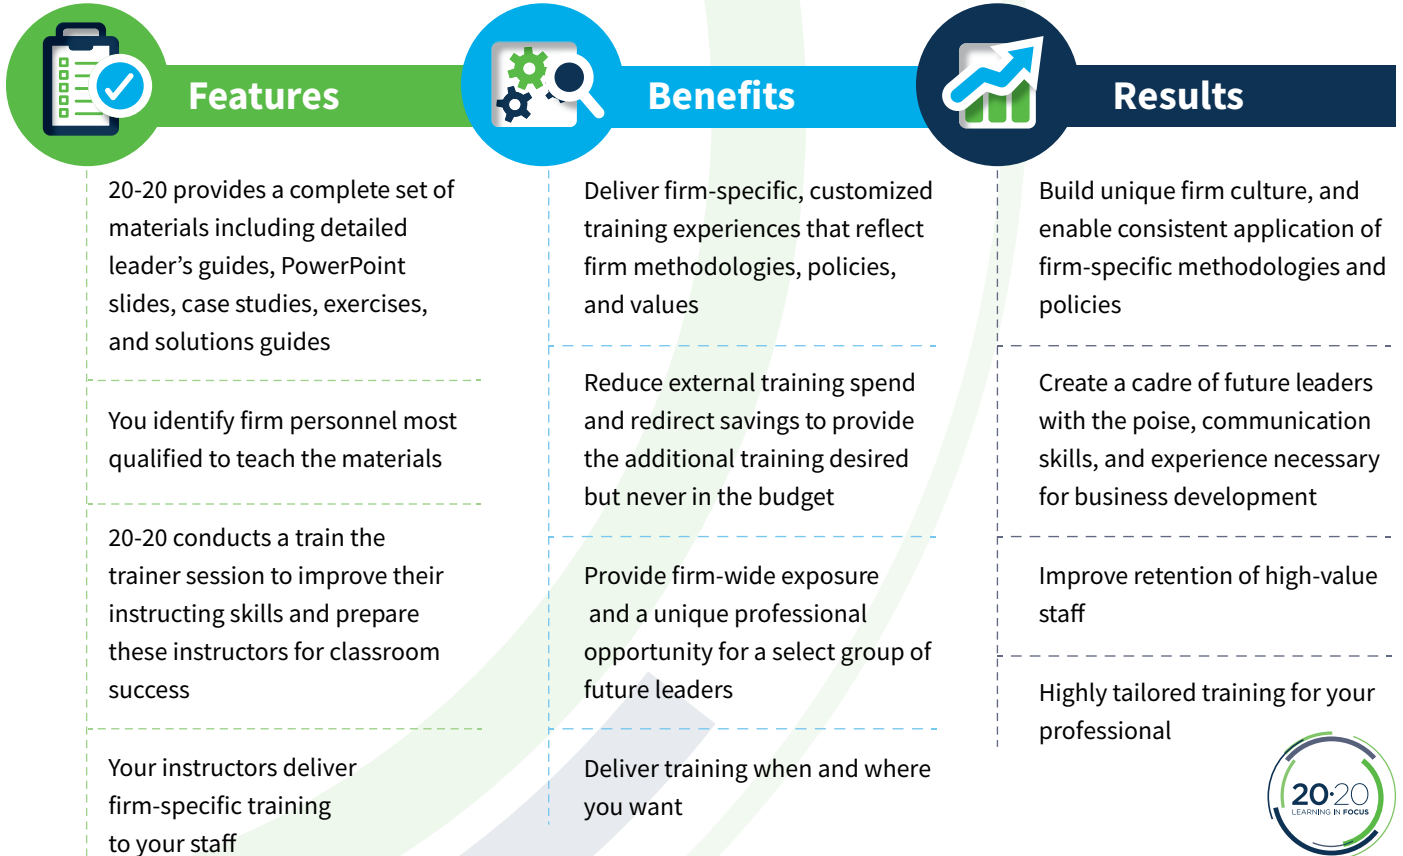 Features
20-20 provides a complete set of
materials including detailed
leader’s guides, PowerPoint
slides, case studies, exercises,
and solutions guides
You identify firm personnel most
qualified to teach the materials
20-20 conducts a train the
trainer session to improve their
instructing skills and prepare
these instructors for classroom
success
Your instructors deliver
firm-specific training
to your staff
Benefits
Deliver firm-specific, customized
training experiences that reflect
firm methodologies, policies,
and values
Reduce external training spend
and redirect savings to provide
the additional training desired
but never in the budget
Provide firm-wide exposure
and a unique professional
opportunity for a select group of
future leaders
Deliver training when and where
you want
Results
Build unique firm culture, and
enable consistent application of
firm-specific methodologies and
policies
Create a cadre of future leaders
with the poise, communication
skills, and experience necessary
for business development
Improve retention of high-value
staff
Highly tailored training for your
professional
20·20
LEARNING IN FOCUS